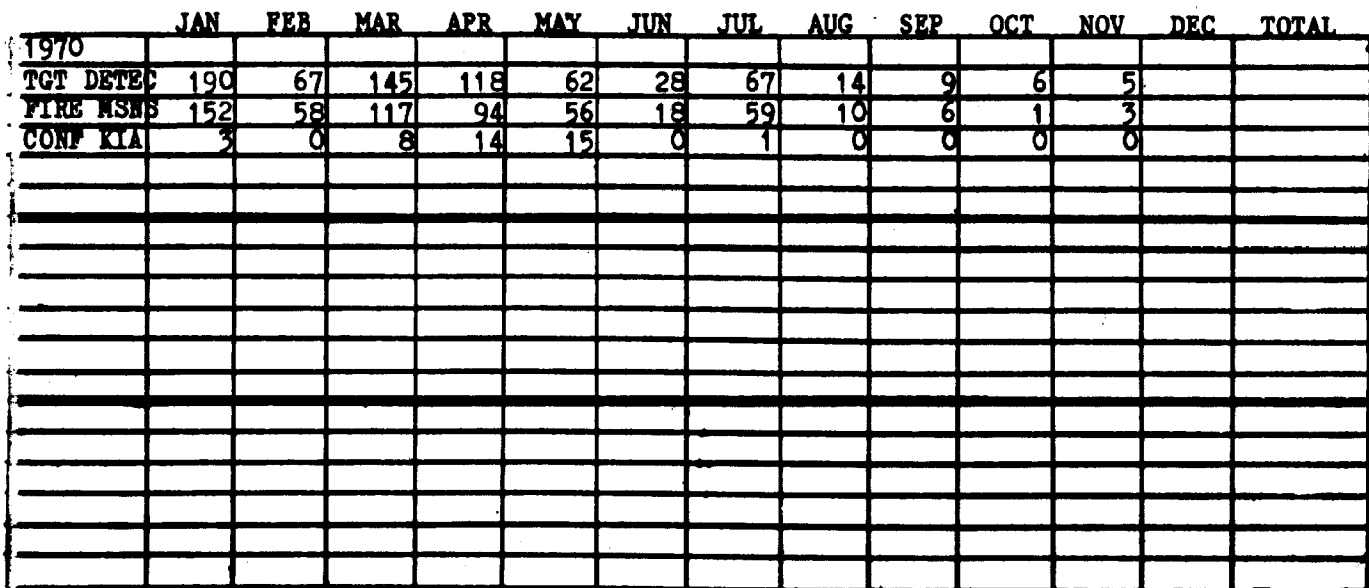 JAN FEB MAR APR MAY JUN JUL AUG SEP OCT NOV DEC TOTAL
1970
TGT DETEC 190 67 145 118 62 28 67 14 9 6 5
FIRE MSNS 152 58 117 94 56 18 59 10 6 1 3
CONF KIA 3 0 8 14 15 0 1 0 0 0 0